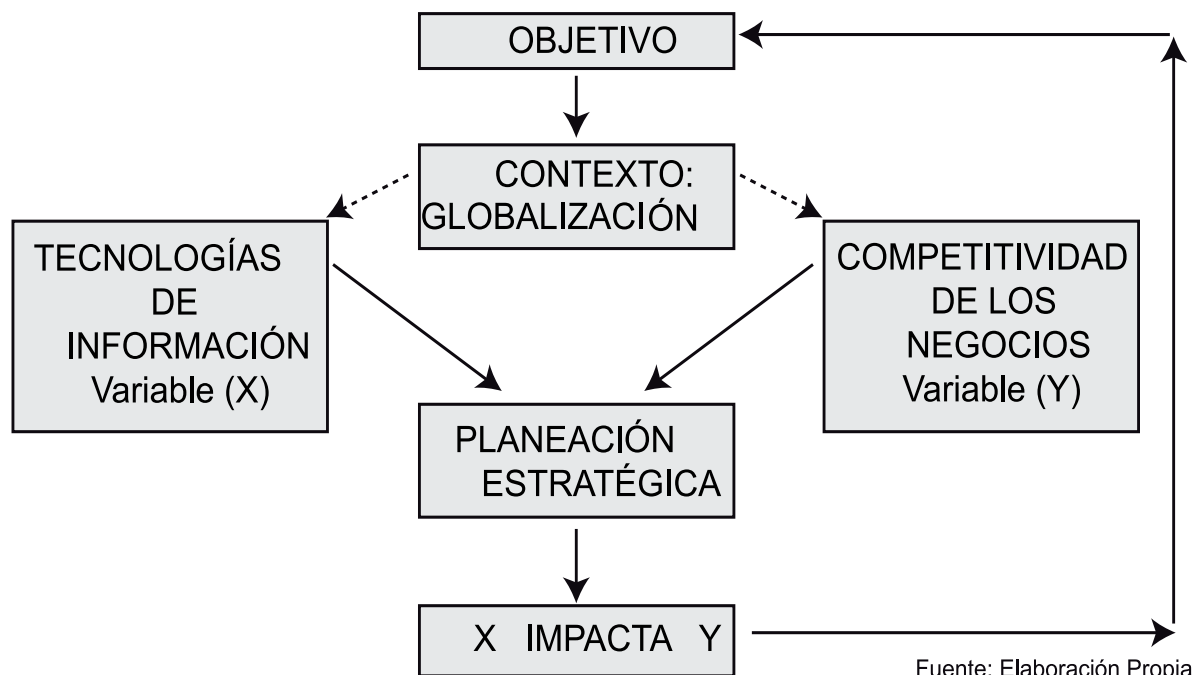 OBJETIVO
CONTEXTO:
GLOBALIZACIÓN
TECNOLOGÍAS
DE
INFORMACIÓN
Variable (X)
COMPETITIVIDAD
DE LOS
NEGOCIOS
Variable (Y)
PLANEACIÓN
ESTRATÉGICA
X IMPACTA Y
Fuente: Elaboración Propia